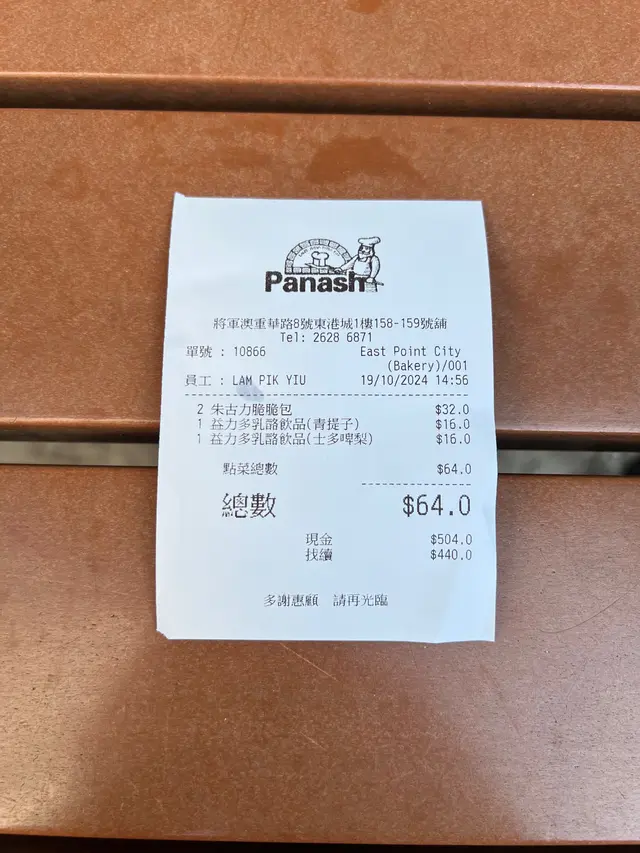 Panash
將軍澳重華路8號東港城1樓158-159號舖
Tel: 2628 6871
單號 : 10866 East Point City
(Bakery)/001
員工 : LAM PIK YIU 19/10/2024 14:56
2 朱古力脆脆包 $32.0
1 益力多乳酪飲品(青提子) $16.0
1 益力多乳酪飲品(士多啤梨) $16.0
點菜總數 $64.0
總數 $64.0
現金 $504.0
找續 $440.0
多謝惠顧 請再光臨